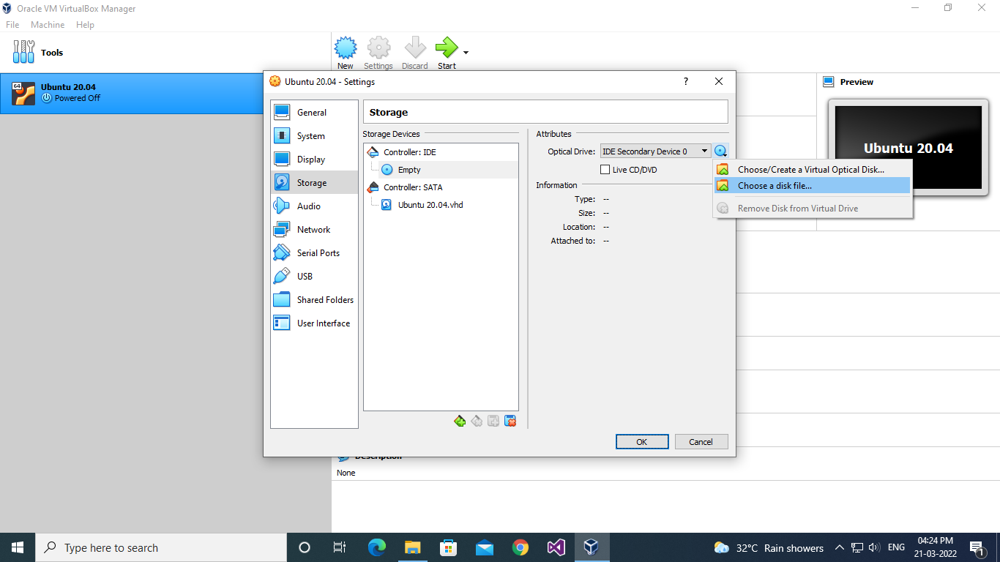 Oracle VM VirtualBox Manager
File Machine Help
Tools
New Settings Discard Start
64
Ubuntu 20.04
Powered Off
Preview
Ubuntu 20.04
Ubuntu 20.04 - Settings
?
General
System
Display
Storage
Audio
Network
Serial Ports
USB
Shared Folders
User Interface
Storage
Storage Devices
Controller: IDE
Empty
Controller: SATA
Ubuntu 20.04.vhd
Attributes
Optical Drive: IDE Secondary Device 0
Live CD/DVD
Information
Type: --
Size: --
Location: --
Attached to: --
Choose/Create a Virtual Optical Disk...
Choose a disk file...
Remove Disk from Virtual Drive
OK Cancel
Description
None
Type here to search
32°C Rain showers
ENG
04:24 PM
21-03-2022
1